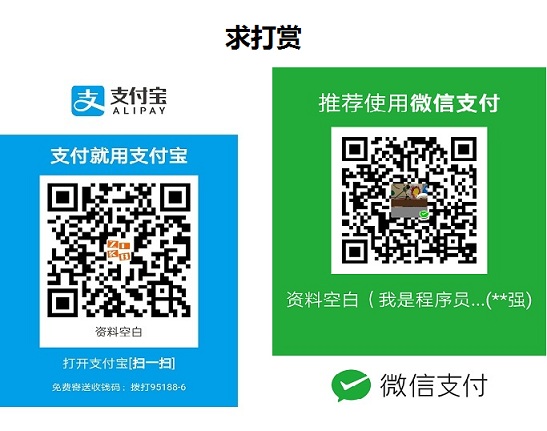 求打赏
支付宝
ALIPAY
支付就用支付宝
资料空白
打开支付宝[扫一扫]
免费寄送收钱码：拨打95188-6
推荐使用微信支付
资料空白（我是程序员...(**强)
微信支付